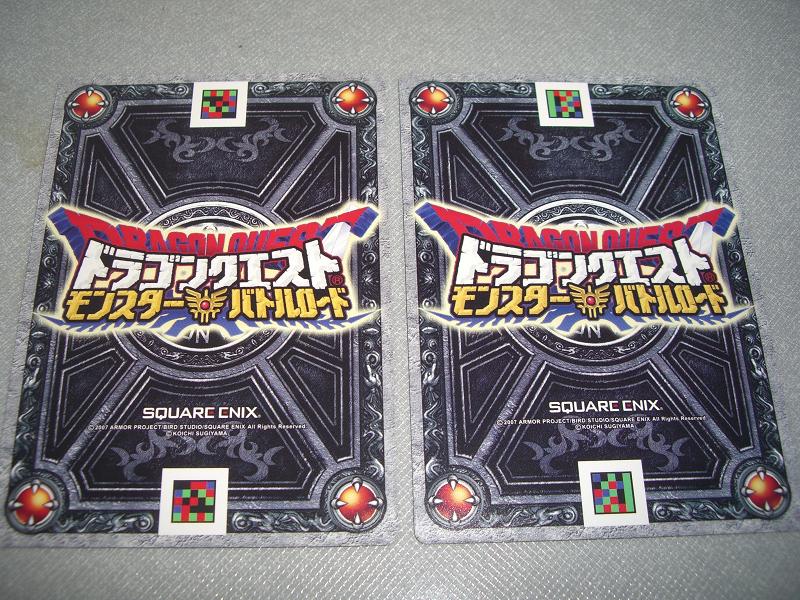 DRAGON QUEST
ドラゴンクエスト®
モンスターバトルロード
SQUARE ENIX®
©2007 ARMOR PROJECT/BIRD STUDIO/SQUARE ENIX All Rights Reserved
©KOICHI SUGIYAMA
DRAGON QUEST
ドラゴンクエスト®
モンスターバトルロード
SQUARE ENIX
©2007 ARMOR PROJECT/BIRD STUDIO/SQUARE ENIX All Rights Reserved
©KOICHI SUGIYAMA